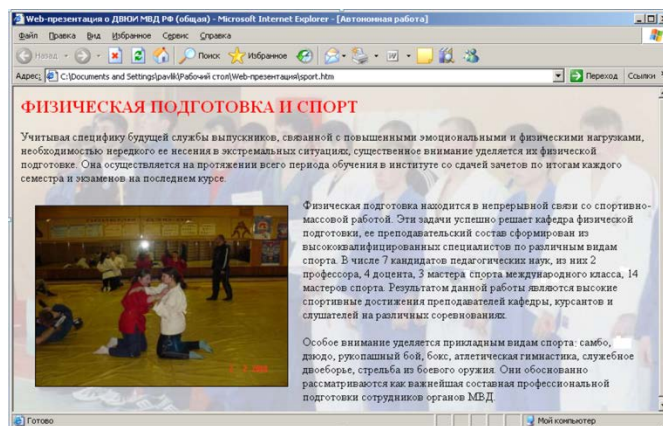 Web-презентация о ДВЮИ МВД РФ (общая) - Microsoft Internet Explorer - [Автономная работа]
Файл Правка Вид Избранное Сервис Справка
Назад Поиск Избранное
Адрес: C:\Documents and Settings\pavlik\Рабочий стол\Web-презентация\sport.htm Переход Ссылки
ФИЗИЧЕСКАЯ ПОДГОТОВКА И СПОРТ
Учитывая специфику будущей службы выпускников, связанной с повышенными эмоциональными и физическими нагрузками,
необходимостью нередкого ее несения в экстремальных ситуациях, существенное внимание уделяется их физической
подготовке. Она осуществляется на протяжении всего периода обучения в институте со сдачей зачетов по итогам каждого
семестра и экзаменов на последнем курсе.
Физическая подготовка находится в непрерывной связи со спортивно-
массовой работой. Эти задачи успешно решает кафедра физической
подготовки, ее преподавательский состав сформирован из
высококвалифицированных специалистов по различным видам
спорта. В числе 7 кандидатов педагогических наук, из них 2
профессора, 4 доцента, 3 мастера спорта международного класса, 14
мастеров спорта. Результатом данной работы являются высокие
спортивные достижения преподавателей кафедры, курсантов и
слушателей на различных соревнованиях.
Особое внимание уделяется прикладным видам спорта: самбо,
дзюдо, рукопашный бой, бокс, атлетическая гимнастика, служебное
двоеборье, стрельба из боевого оружия. Они обоснованно
рассматриваются как важнейшая составная профессиональной
подготовки сотрудников органов МВД.
Готово Мой компьютер